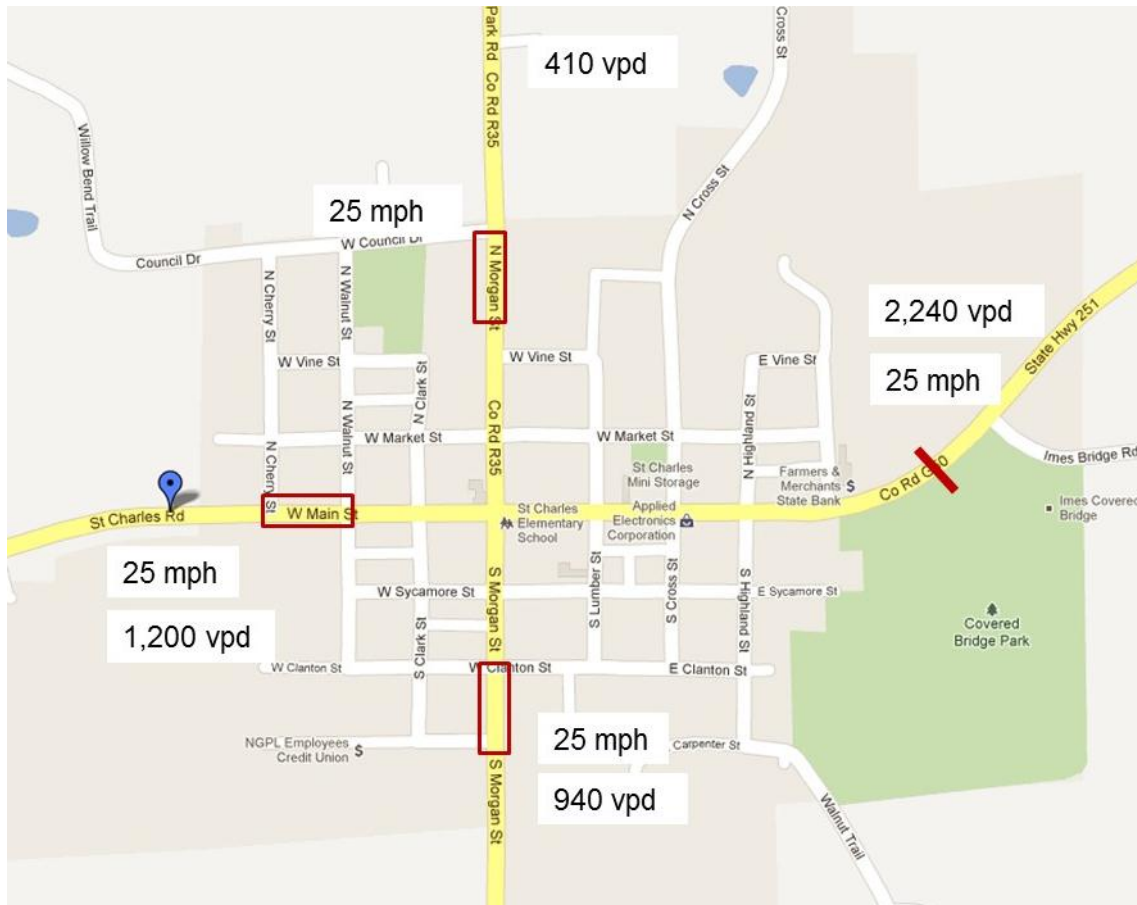 Park Rd
Co Rd R35
Cross St
410 vpd
Willow Bend Trail
N Cross St
25 mph
W Council Dr
Council Dr
N Morgan St
N Cherry St
N Walnut St
2,240 vpd
State Hwy 251
25 mph
W Vine St
W Vine St
E Vine St
N Clark St
Co Rd R35
N Walnut St
N Highland St
W Market St
W Market St
N Cherry St
St Charles
Mini Storage
Farmers &
Merchants
State Bank
Imes Bridge Rd
Co Rd G50
Imes Covered
Bridge
St Charles Rd
W Main St
St Charles
Elementary
School
Applied
Electronics
Corporation
25 mph
1,200 vpd
W Sycamore St
E Sycamore St
S Morgan St
S Lumber St
S Cross St
S Highland St
Covered
Bridge Park
S Clark St
W Clanton St
W Clanton St
E Clanton St
NGPL Employees
Credit Union
25 mph
Carpenter St
940 vpd
S Morgan St
Walnut Trail